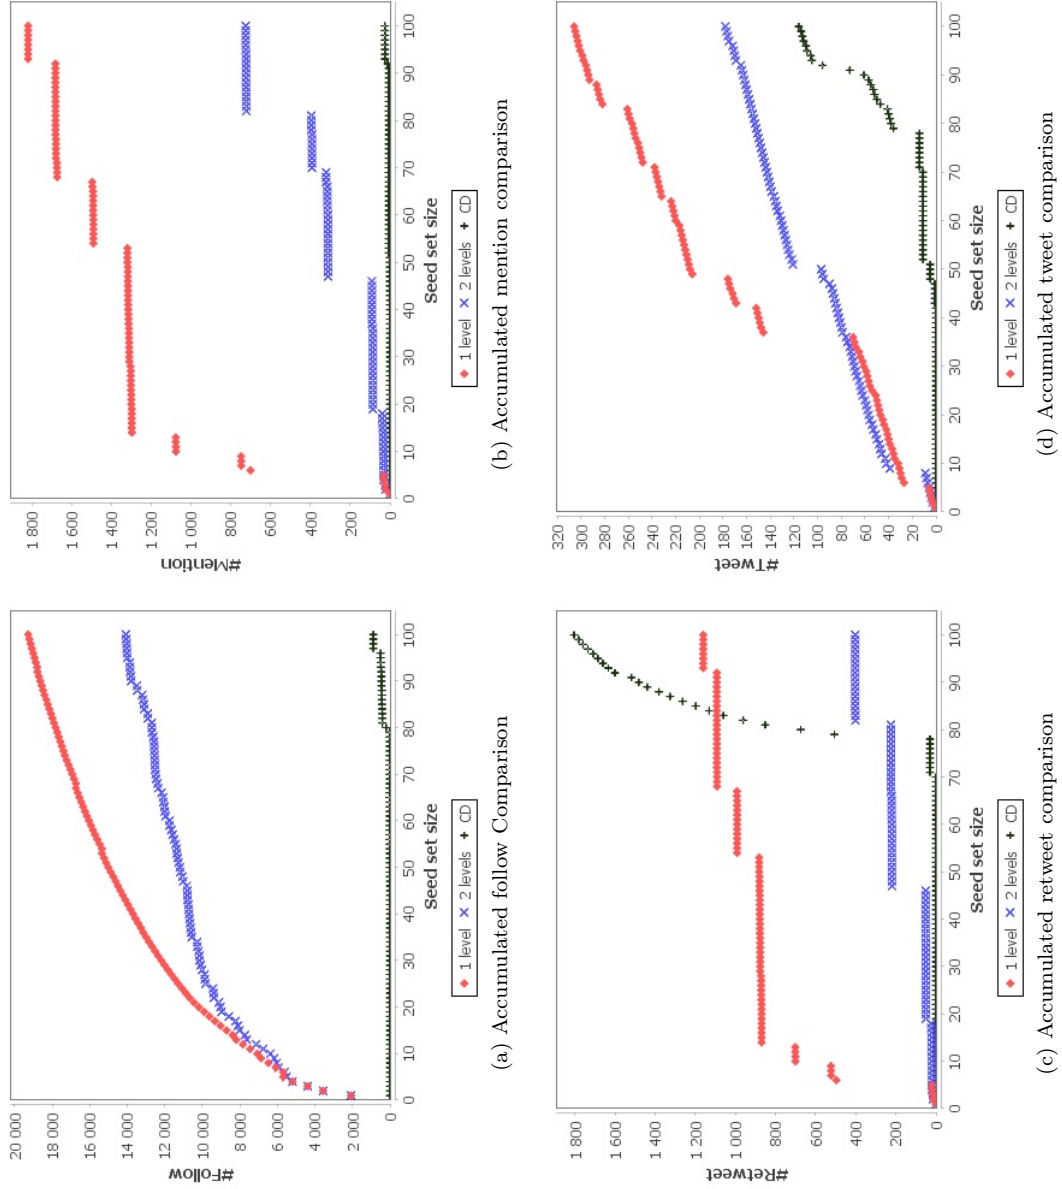 #Follow
20 000
18 000
16 000
14 000
12 000
10 000
8 000
6 000
4 000
2 000
0
0 10 20 30 40 50 60 70 80 90 100
Seed set size
1 level 2 levels CD
(a) Accumulated follow Comparison
#Mention
1 800
1 600
1 400
1 200
1 000
800
600
400
200
0
0 10 20 30 40 50 60 70 80 90 100
Seed set size
1 level 2 levels CD
(b) Accumulated mention comparison
#Retweet
1 800
1 600
1 400
1 200
1 000
800
600
400
200
0
0 10 20 30 40 50 60 70 80 90 100
Seed set size
1 level 2 levels CD
(c) Accumulated retweet comparison
#Tweet
320
300
280
260
240
220
200
180
160
140
120
100
80
60
40
20
0
0 10 20 30 40 50 60 70 80 90 100
Seed set size
1 level 2 levels CD
(d) Accumulated tweet comparison